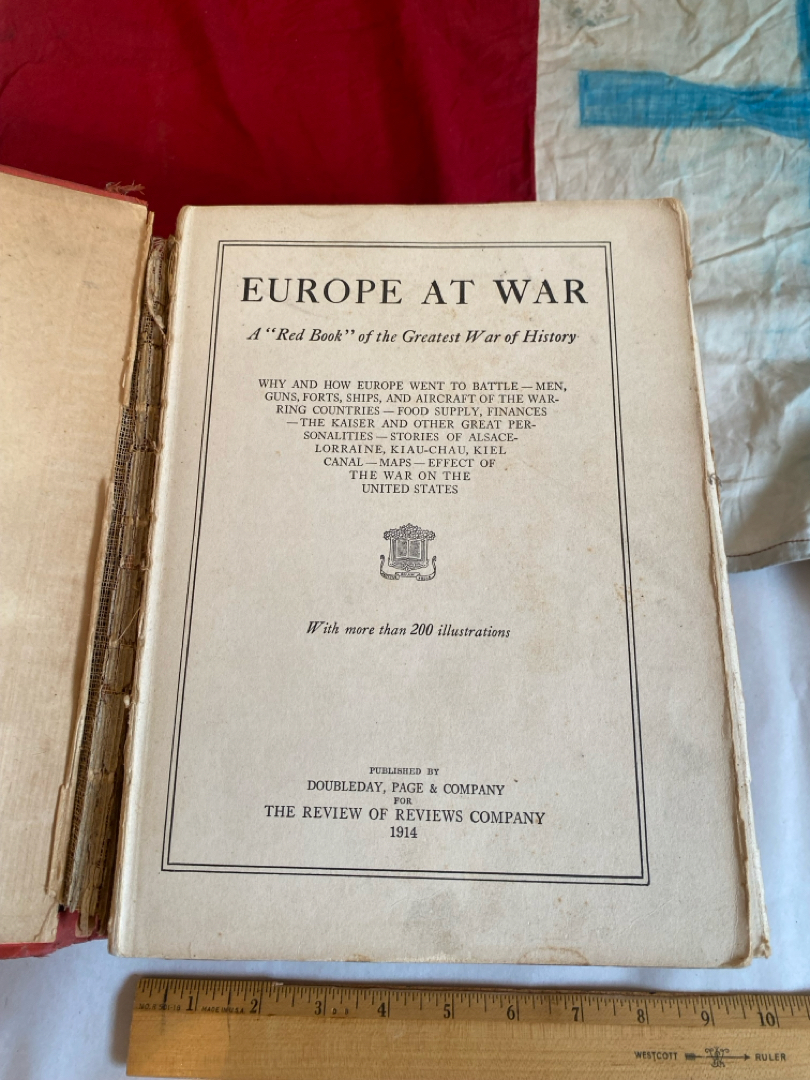 EUROPE AT WAR
A "Red Book" of the Greatest War of History
WHY AND HOW EUROPE WENT TO BATTLE — MEN,
GUNS, FORTS, SHIPS, AND AIRCRAFT OF THE WAR-
RING COUNTRIES — FOOD SUPPLY, FINANCES
— THE KAISER AND OTHER GREAT PER-
SONALITIES — STORIES OF ALSACE-
LORRAINE, KIAU-CHAU, KIEL
CANAL — MAPS — EFFECT OF
THE WAR ON THE
UNITED STATES
With more than 200 illustrations
PUBLISHED BY
DOUBLEDAY, PAGE & COMPANY
FOR
THE REVIEW OF REVIEWS COMPANY
1914
1 MADE IN U.S.A. 2 3 4 5 6 7 8 9 10
WESTCOTT RULER